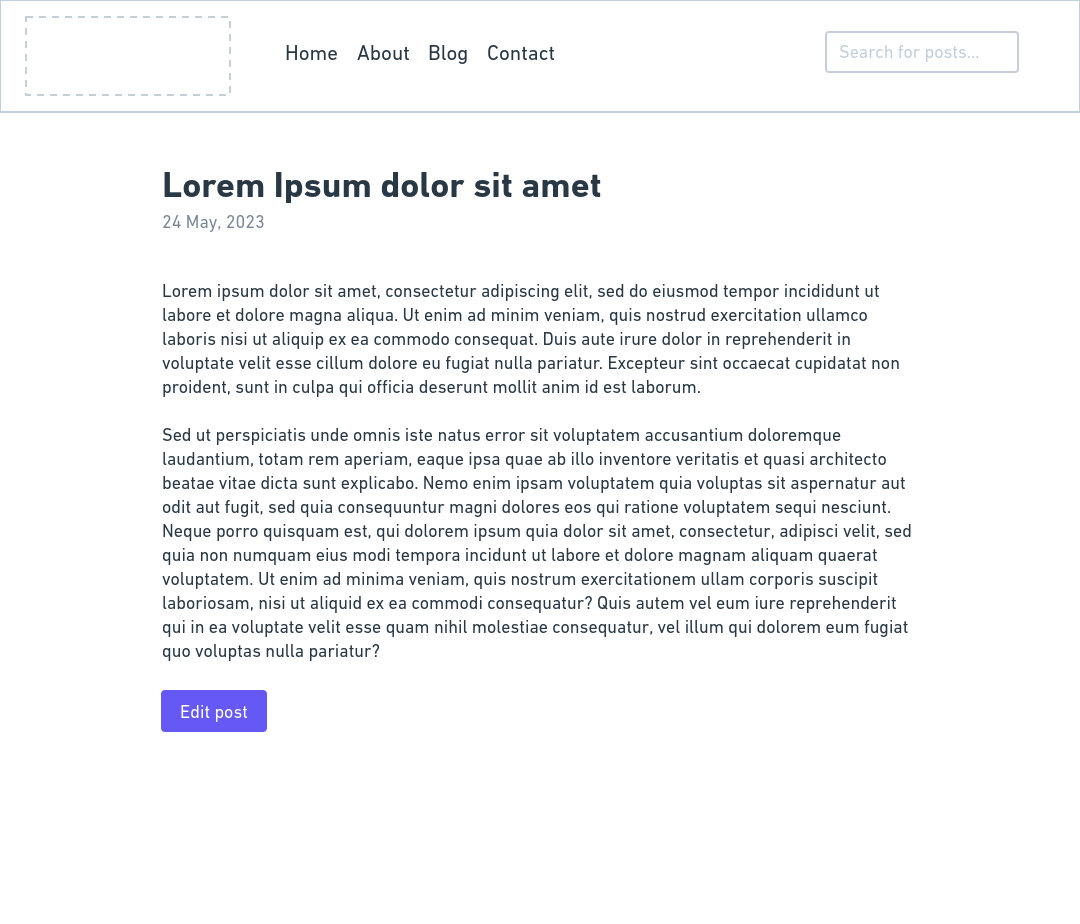 Home About Blog Contact Search for posts...
Lorem Ipsum dolor sit amet
24 May, 2023
Lorem ipsum dolor sit amet, consectetur adipiscing elit, sed do eiusmod tempor incididunt ut
labore et dolore magna aliqua. Ut enim ad minim veniam, quis nostrud exercitation ullamco
laboris nisi ut aliquip ex ea commodo consequat. Duis aute irure dolor in reprehenderit in
voluptate velit esse cillum dolore eu fugiat nulla pariatur. Excepteur sint occaecat cupidatat non
proident, sunt in culpa qui officia deserunt mollit anim id est laborum.
Sed ut perspiciatis unde omnis iste natus error sit voluptatem accusantium doloremque
laudantium, totam rem aperiam, eaque ipsa quae ab illo inventore veritatis et quasi architecto
beatae vitae dicta sunt explicabo. Nemo enim ipsam voluptatem quia voluptas sit aspernatur aut
odit aut fugit, sed quia consequuntur magni dolores eos qui ratione voluptatem sequi nesciunt.
Neque porro quisquam est, qui dolorem ipsum quia dolor sit amet, consectetur, adipisci velit, sed
quia non numquam eius modi tempora incidunt ut labore et dolore magnam aliquam quaerat
voluptatem. Ut enim ad minima veniam, quis nostrum exercitationem ullam corporis suscipit
laboriosam, nisi ut aliquid ex ea commodi consequatur? Quis autem vel eum iure reprehenderit
qui in ea voluptate velit esse quam nihil molestiae consequatur, vel illum qui dolorem eum fugiat
quo voluptas nulla pariatur?
Edit post